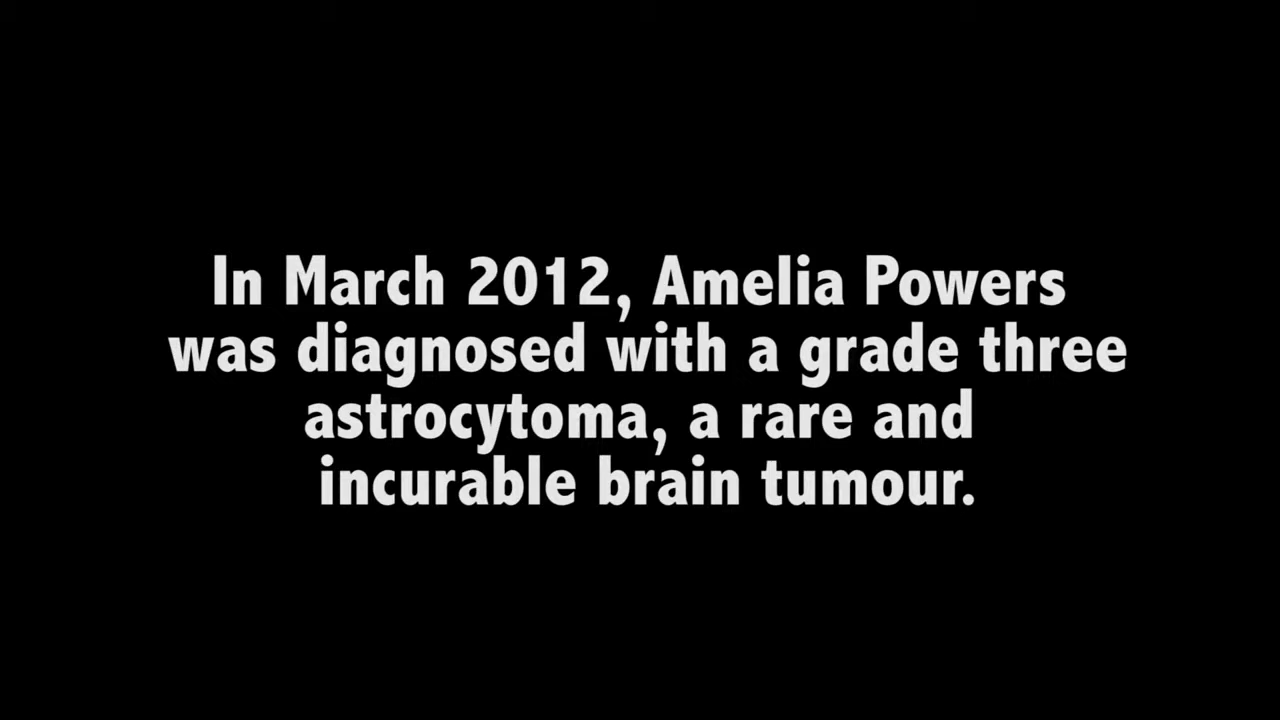 In March 2012, Amelia Powers
was diagnosed with a grade three
astrocytoma, a rare and
incurable brain tumour.